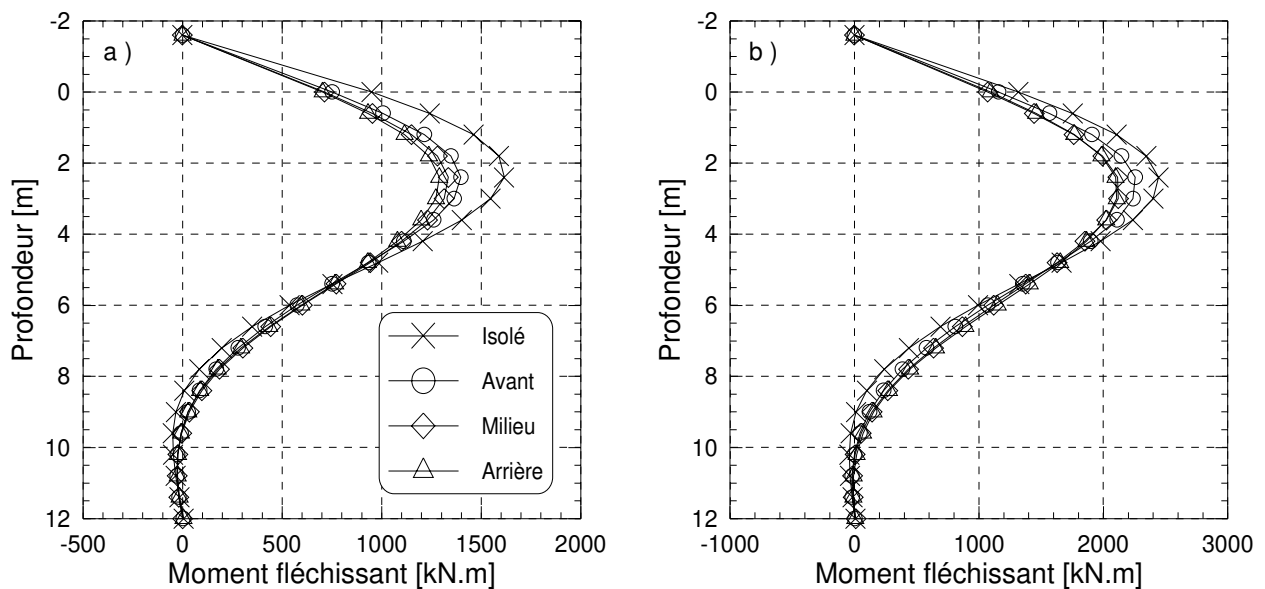 a )
-2
0
2
4
6
8
10
12
Profondeur [m]
-500 0 500 1000 1500 2000
Moment fléchissant [kN.m]
Isolé
Avant
Milieu
Arrière
b )
-2
0
2
4
6
8
10
12
Profondeur [m]
-1000 0 1000 2000 3000
Moment fléchissant [kN.m]